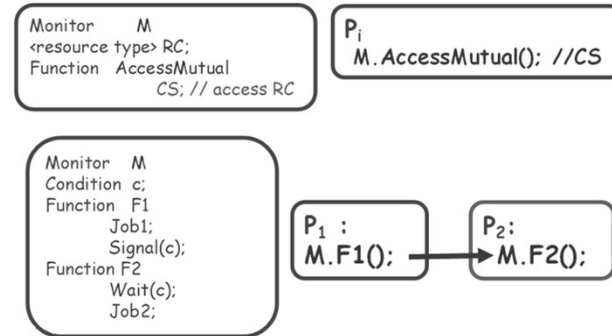 Monitor M
<resource type> RC;
Function AccessMutual
CS; // access RC
Pi
M.AccessMutual(); //CS
Monitor M
Condition c;
Function F1
Job1;
Signal(c);
Function F2
Wait(c);
Job2;
P1 :
M.F1();
P2:
M.F2();